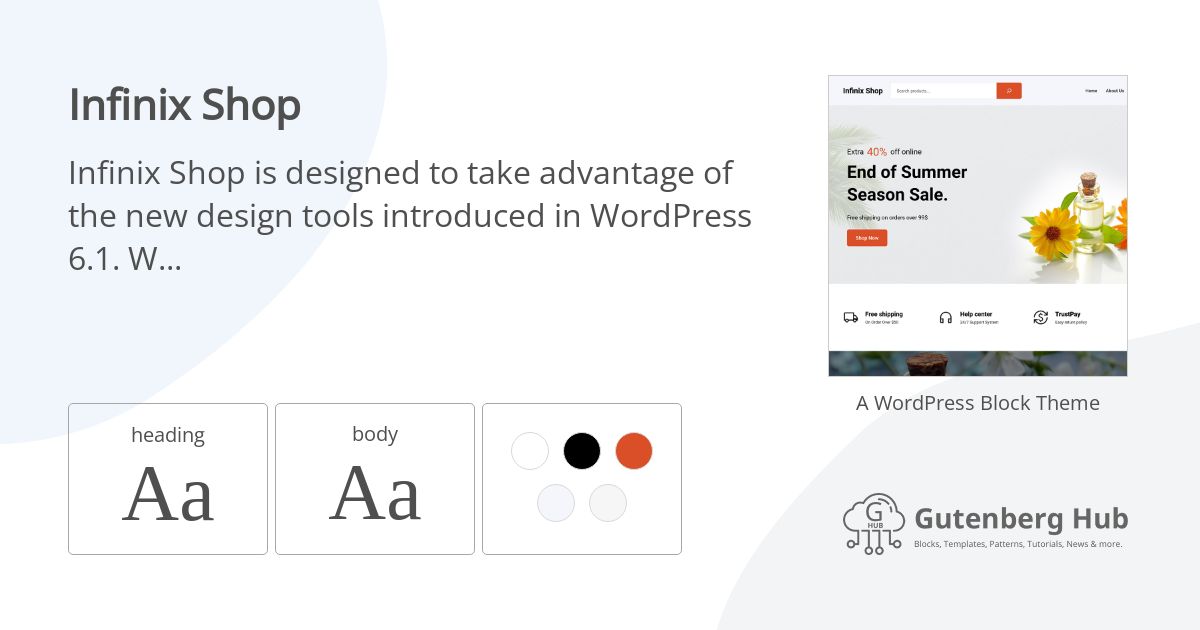 Infinix Shop
Infinix Shop is designed to take advantage of
the new design tools introduced in WordPress
6.1. W...
heading
Aa
body
Aa
Infinix Shop
Search products...
Home
About Us
Extra 40% off online
End of Summer
Season Sale.
Free shipping on orders over 99$
Shop Now
Free shipping
On Order Over $50
Help center
24/7 Support System
TrustPay
Easy return policy
A WordPress Block Theme
G
HUB
Gutenberg Hub
Blocks, Templates, Patterns, Tutorials, News & more.